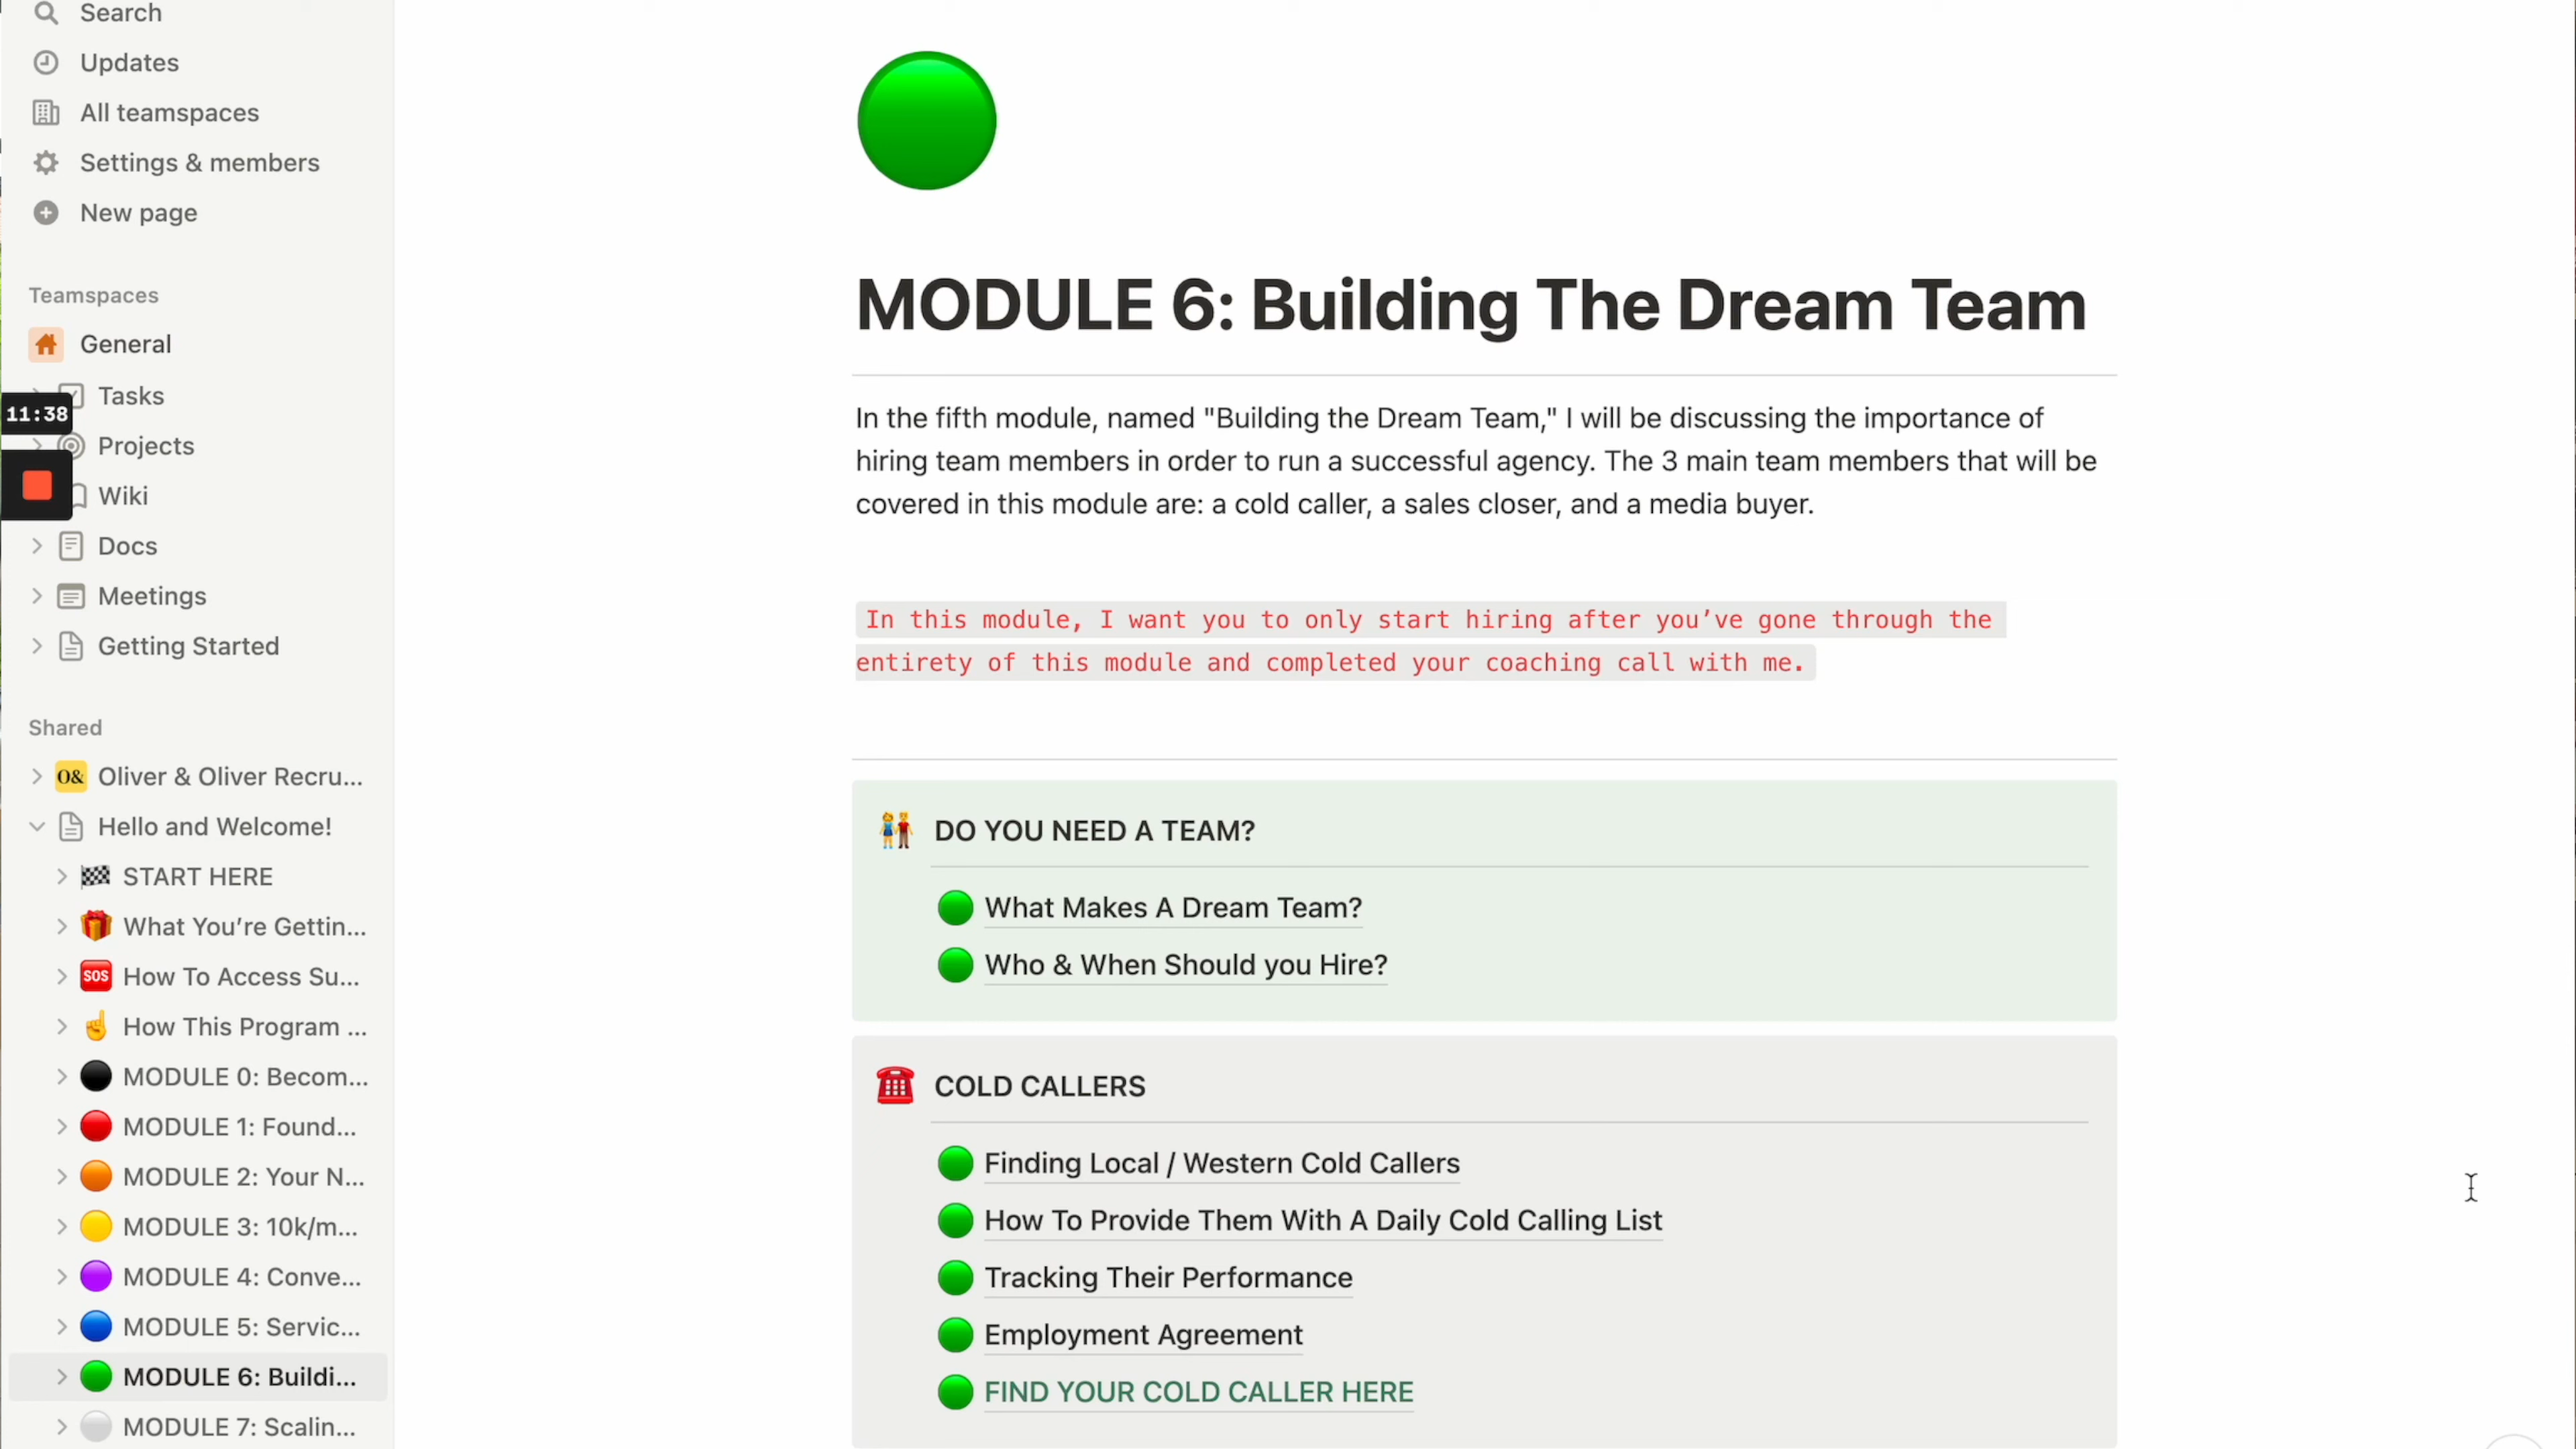 Search
Updates
All teamspaces
Settings & members
New page
Teamspaces
General
Tasks
11:38
Projects
Wiki
Docs
Meetings
Getting Started
Shared
O& Oliver & Oliver Recru...
Hello and Welcome!
START HERE
What You’re Gettin...
SOS How To Access Su...
How This Program ...
MODULE 0: Becom...
MODULE 1: Found...
MODULE 2: Your N...
MODULE 3: 10k/m...
MODULE 4: Conve...
MODULE 5: Servic...
MODULE 6: Buildi...
MODULE 7: Scalin...
MODULE 6: Building The Dream Team
In the fifth module, named "Building the Dream Team," I will be discussing the importance of
hiring team members in order to run a successful agency. The 3 main team members that will be
covered in this module are: a cold caller, a sales closer, and a media buyer.
In this module, I want you to only start hiring after you’ve gone through the
entirety of this module and completed your coaching call with me.
DO YOU NEED A TEAM?
What Makes A Dream Team?
Who & When Should you Hire?
COLD CALLERS
Finding Local / Western Cold Callers
How To Provide Them With A Daily Cold Calling List
Tracking Their Performance
Employment Agreement
FIND YOUR COLD CALLER HERE